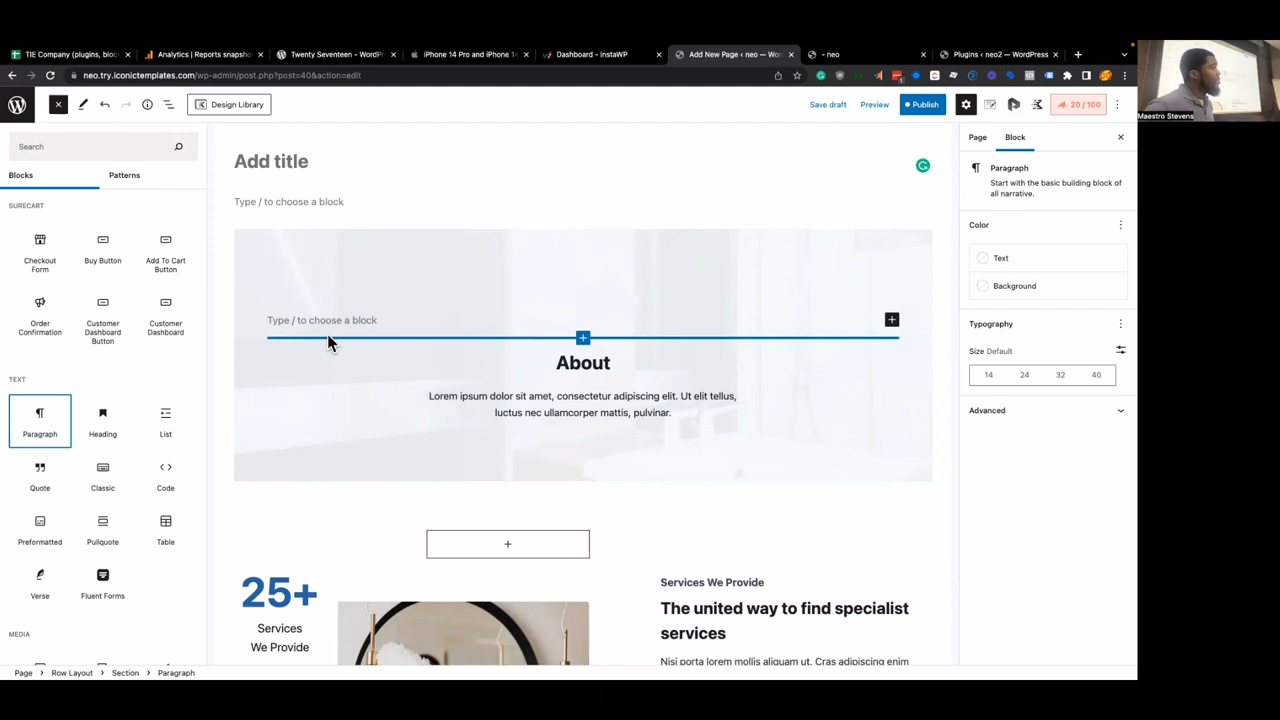 TIE Company (plugins, bloc
Analytics | Reports snapsho
Twenty Seventeen – WordPr
iPhone 14 Pro and iPhone 14
Dashboard - InstaWP
Add New Page ‹ neo — Wor
- neo
Plugins ‹ neo2 — WordPress
neo.try.iconictemplates.com/wp-admin/post.php?post=40&action=edit
Maestro Stevens
Design Library
Save draft
Preview
Publish
20 / 100
Search
Blocks
Patterns
SURECART
Checkout
Form
Buy Button
Add To Cart
Button
Order
Confirmation
Customer
Dashboard
Button
Customer
Dashboard
TEXT
Paragraph
Heading
List
Quote
Classic
Code
Preformatted
Pullquote
Table
Verse
Fluent Forms
MEDIA
Add title
Type / to choose a block
Type / to choose a block
About
Lorem ipsum dolor sit amet, consectetur adipiscing elit. Ut elit tellus,
luctus nec ullamcorper mattis, pulvinar.
25+
Services
We Provide
Services We Provide
The united way to find specialist
services
Nisi porta lorem mollis aliquam ut. Cras adipiscing enim
Page
Block
Paragraph
Start with the basic building block of
all narrative.
Color
Text
Background
Typography
Size Default
14 24 32 40
Advanced
Page › Row Layout › Section › Paragraph